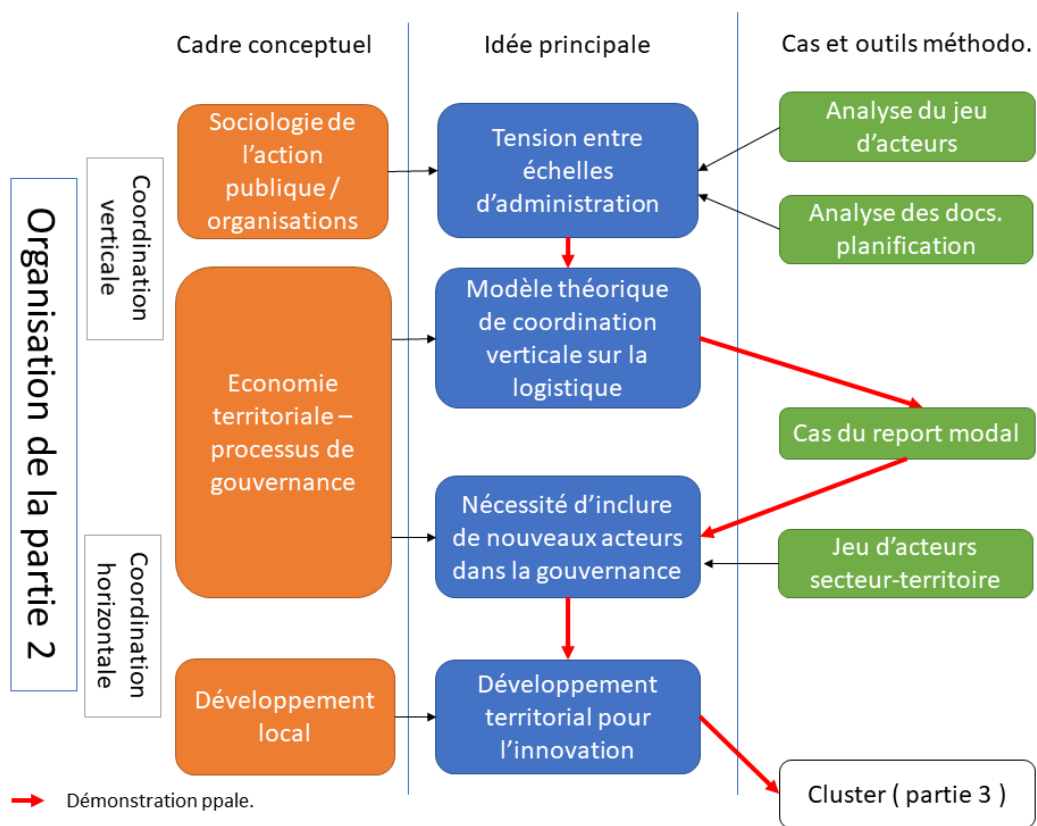 Cadre conceptuel
Idée principale
Cas et outils méthodo.
Organisation de la partie 2
Coordination
verticale
Coordination
horizontale
Sociologie de
l’action
publique /
organisations
Tension entre
échelles
d’administration
Analyse du jeu
d’acteurs
Analyse des docs.
planification
Economie
territoriale –
processus de
gouvernance
Modèle théorique
de coordination
verticale sur la
logistique
Cas du report modal
Nécessité d’inclure
de nouveaux acteurs
dans la gouvernance
Jeu d’acteurs
secteur-territoire
Développement
local
Développement
territorial pour
l’innovation
Cluster ( partie 3 )
Démonstration ppale.